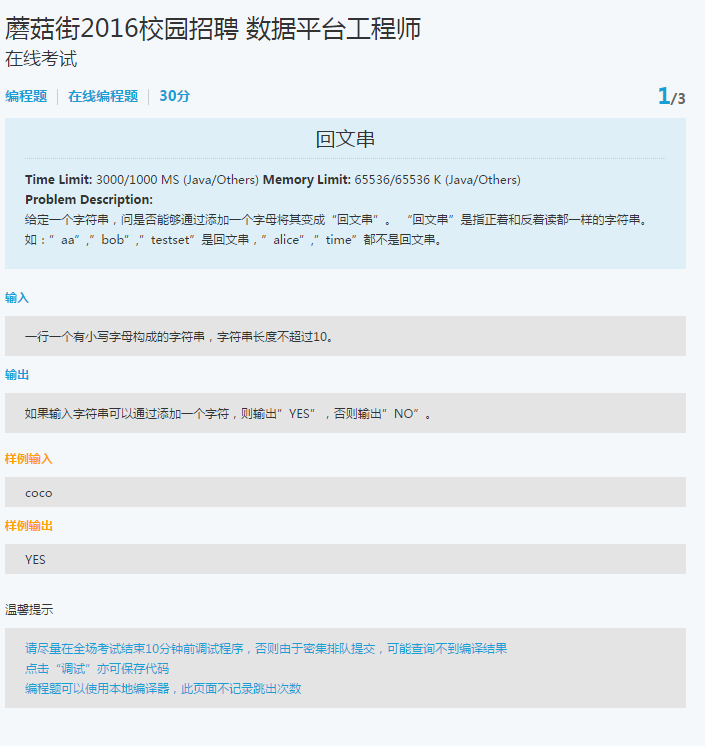 蘑菇街2016校园招聘 数据平台工程师
在线考试
编程题 | 在线编程题 | 30分 1/3
回文串
Time Limit: 3000/1000 MS (Java/Others) Memory Limit: 65536/65536 K (Java/Others)
Problem Description:
给定一个字符串，问是否能够通过添加一个字母将其变成“回文串”。 “回文串”是指正着和反着读都一样的字符串。
如：”aa”,”bob”,”testset”是回文串，”alice”,”time”都不是回文串。
输入
一行一个有小写字母构成的字符串，字符串长度不超过10。
输出
如果输入字符串可以通过添加一个字符，则输出”YES”，否则输出”NO”。
样例输入
coco
样例输出
YES
温馨提示
请尽量在全场考试结束10分钟前调试程序，否则由于密集排队提交，可能查询不到编译结果
点击“调试”亦可保存代码
编程题可以使用本地编译器，此页面不记录跳出次数